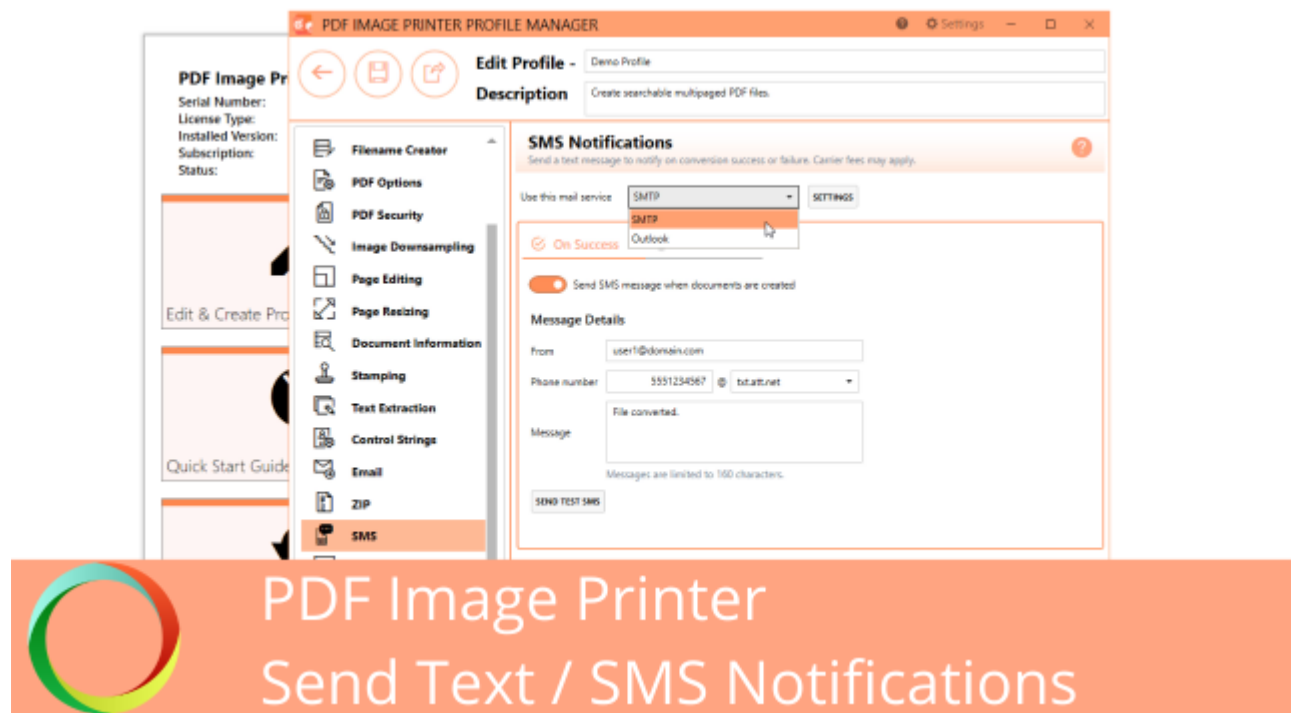 PDF IMAGE PRINTER PROFILE MANAGER
Settings
PDF Image Pr
Serial Number:
License Type:
Installed Version:
Subscription:
Status:
Edit & Create Pro
Quick Start Guide
Edit Profile - Demo Profile
Description Create searchable multipaged PDF files.
Filename Creator
PDF Options
PDF Security
Image Downsampling
Page Editing
Page Resizing
Document Information
Stamping
Text Extraction
Control Strings
Email
ZIP
SMS
SMS Notifications
Send a text message to notify on conversion success or failure. Carrier fees may apply.
Use this mail service SMTP SETTINGS
SMTP
Outlook
On Success
Send SMS message when documents are created
Message Details
From user1@domain.com
Phone number 5551234567 @ txt.att.net
Message File converted.
Messages are limited to 160 characters.
SEND TEST SMS
PDF Image Printer
Send Text / SMS Notifications